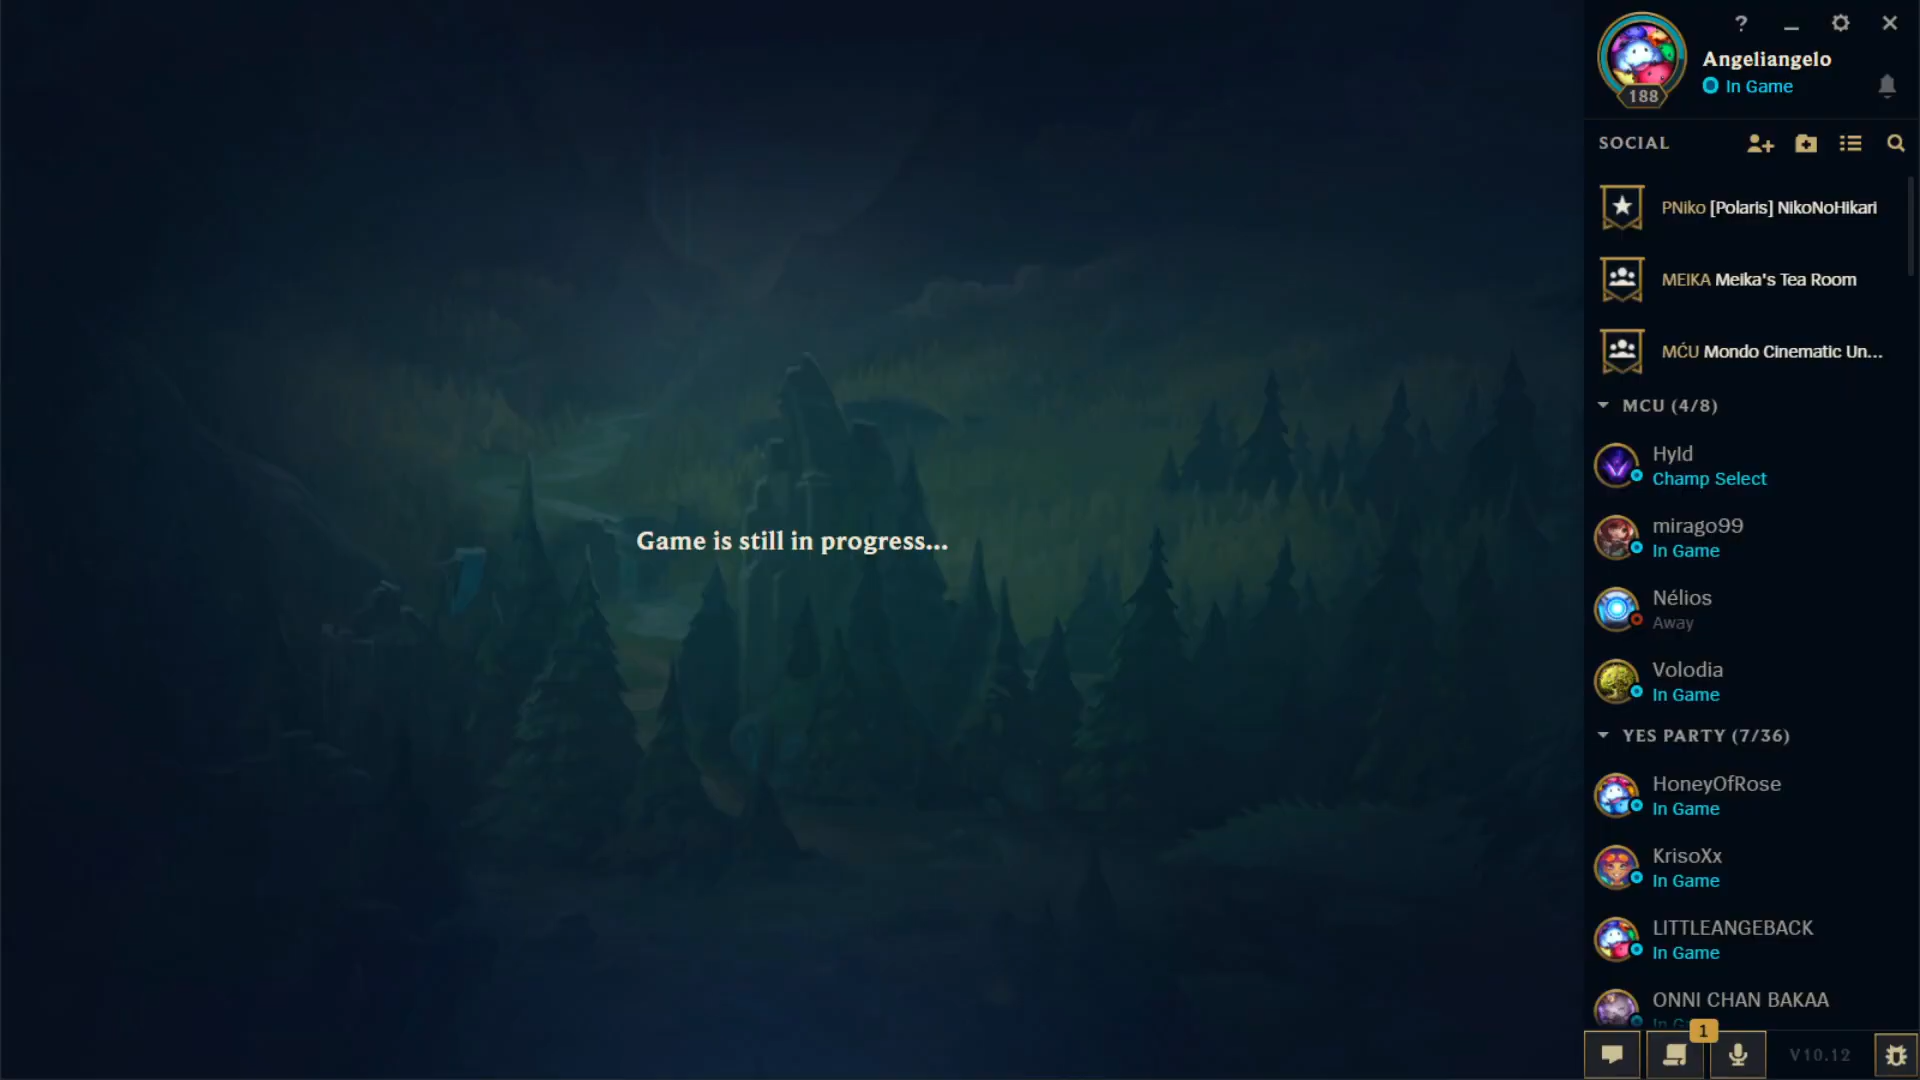 ?
Angeliangelo
In Game
188
SOCIAL
PNiko [Polaris] NikoNoHikari
MEIKA Meika's Tea Room
MĆU Mondo Cinematic Un...
MCU (4/8)
Hyld
Champ Select
mirago99
In Game
Nélios
Away
Volodia
In Game
YES PARTY (7/36)
HoneyOfRose
In Game
KrisoXx
In Game
LITTLEANGEBACK
In Game
ONNI CHAN BAKAA
1
V10.12
Game is still in progress...